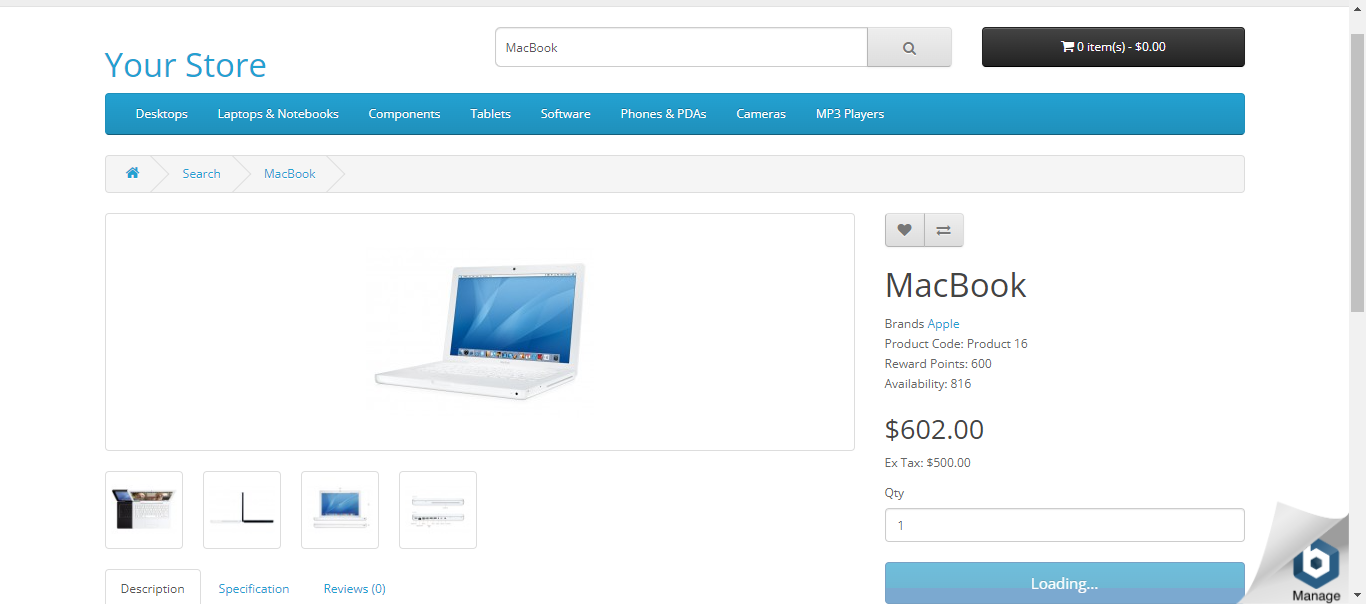 MacBook
0 item(s) - $0.00
Your Store
Desktops Laptops & Notebooks Components Tablets Software Phones & PDAs Cameras MP3 Players
Search MacBook
MacBook
Brands Apple
Product Code: Product 16
Reward Points: 600
Availability: 816
$602.00
Ex Tax: $500.00
Qty
1
Loading...
Description Specification Reviews (0)
Manage